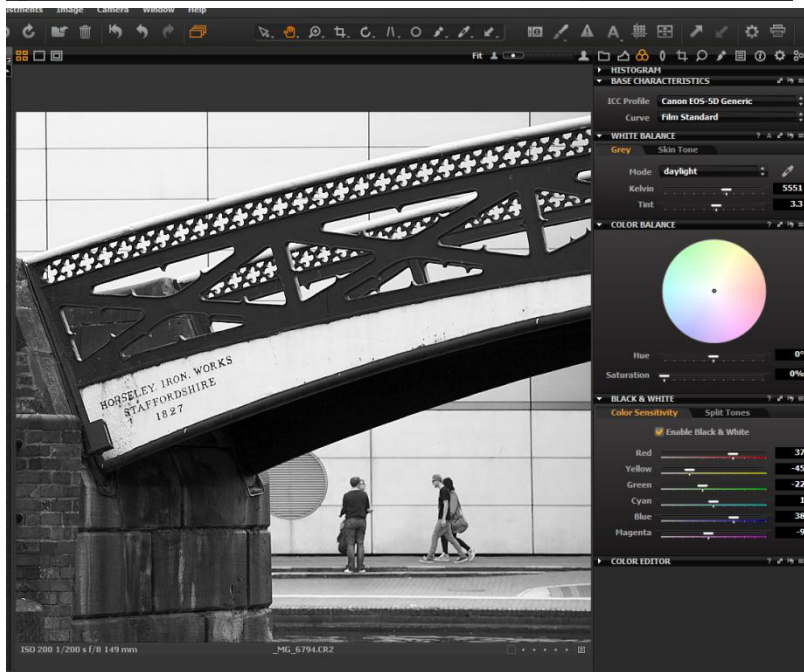 ustments Image Camera Window Help
Fit
HISTOGRAM
BASE CHARACTERISTICS
ICC Profile Canon EOS-5D Generic
Curve Film Standard
WHITE BALANCE ? A
Grey Skin Tone
Mode daylight
Kelvin 5551
Tint 3.3
COLOR BALANCE ?
Hue 0°
Saturation 0%
BLACK & WHITE ?
Color Sensitivity Split Tones
Enable Black & White
Red 37
Yellow -45
Green -22
Cyan 1
Blue 38
Magenta -9
COLOR EDITOR ?
HORSELEY. IRON. WORKS
STAFFORDSHIRE
1827
ISO 200 1/200 s f/8 149 mm _MG_6794.CR2